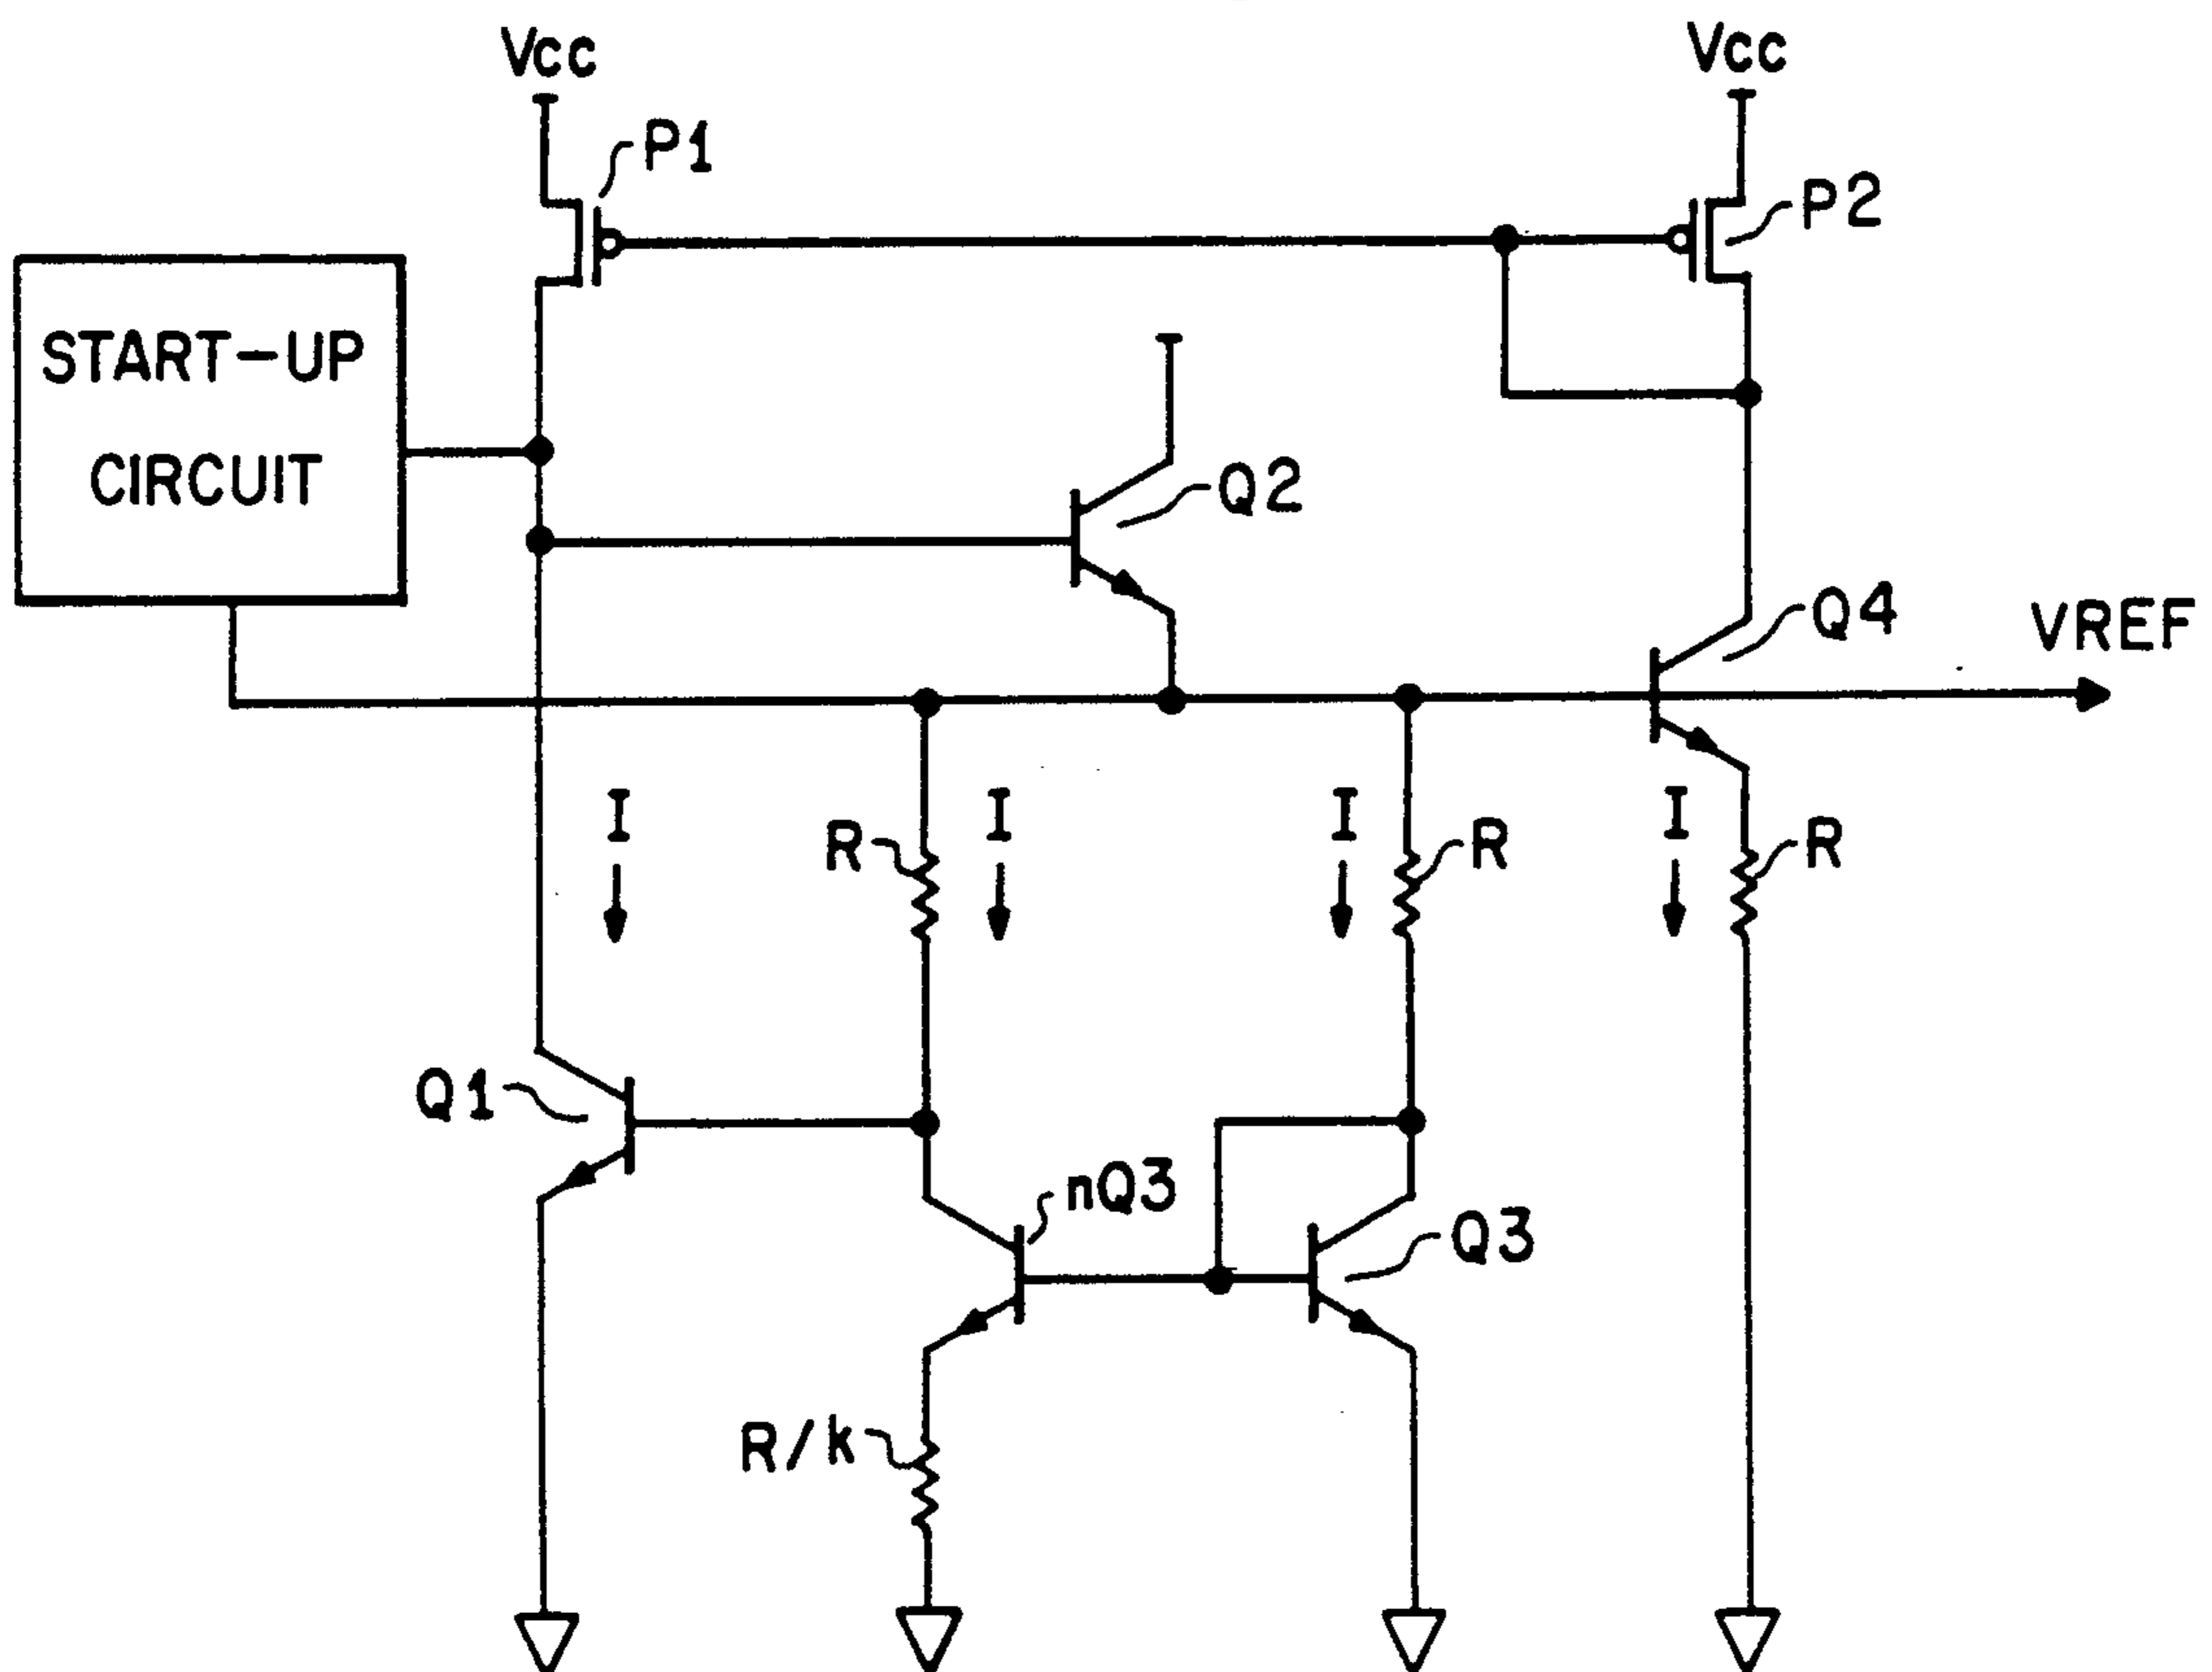 Vcc
Vcc
P1
P2
START-UP
CIRCUIT
Q2
Q4
VREF
I
R
I
I
R
I
R
Q1
nQ3
Q3
R/k